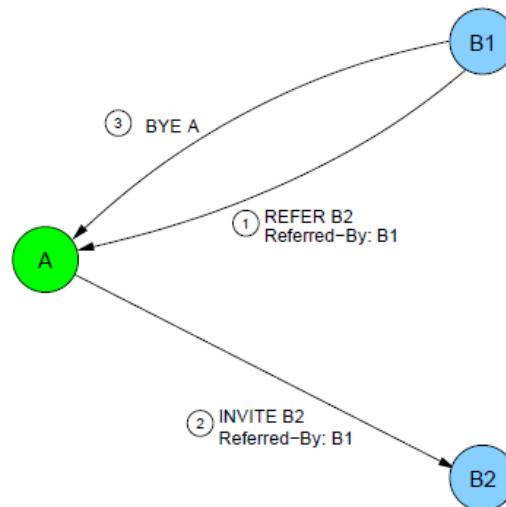 B1
3 BYE A
1 REFER B2
Referred−By: B1
A
2 INVITE B2
Referred−By: B1
B2